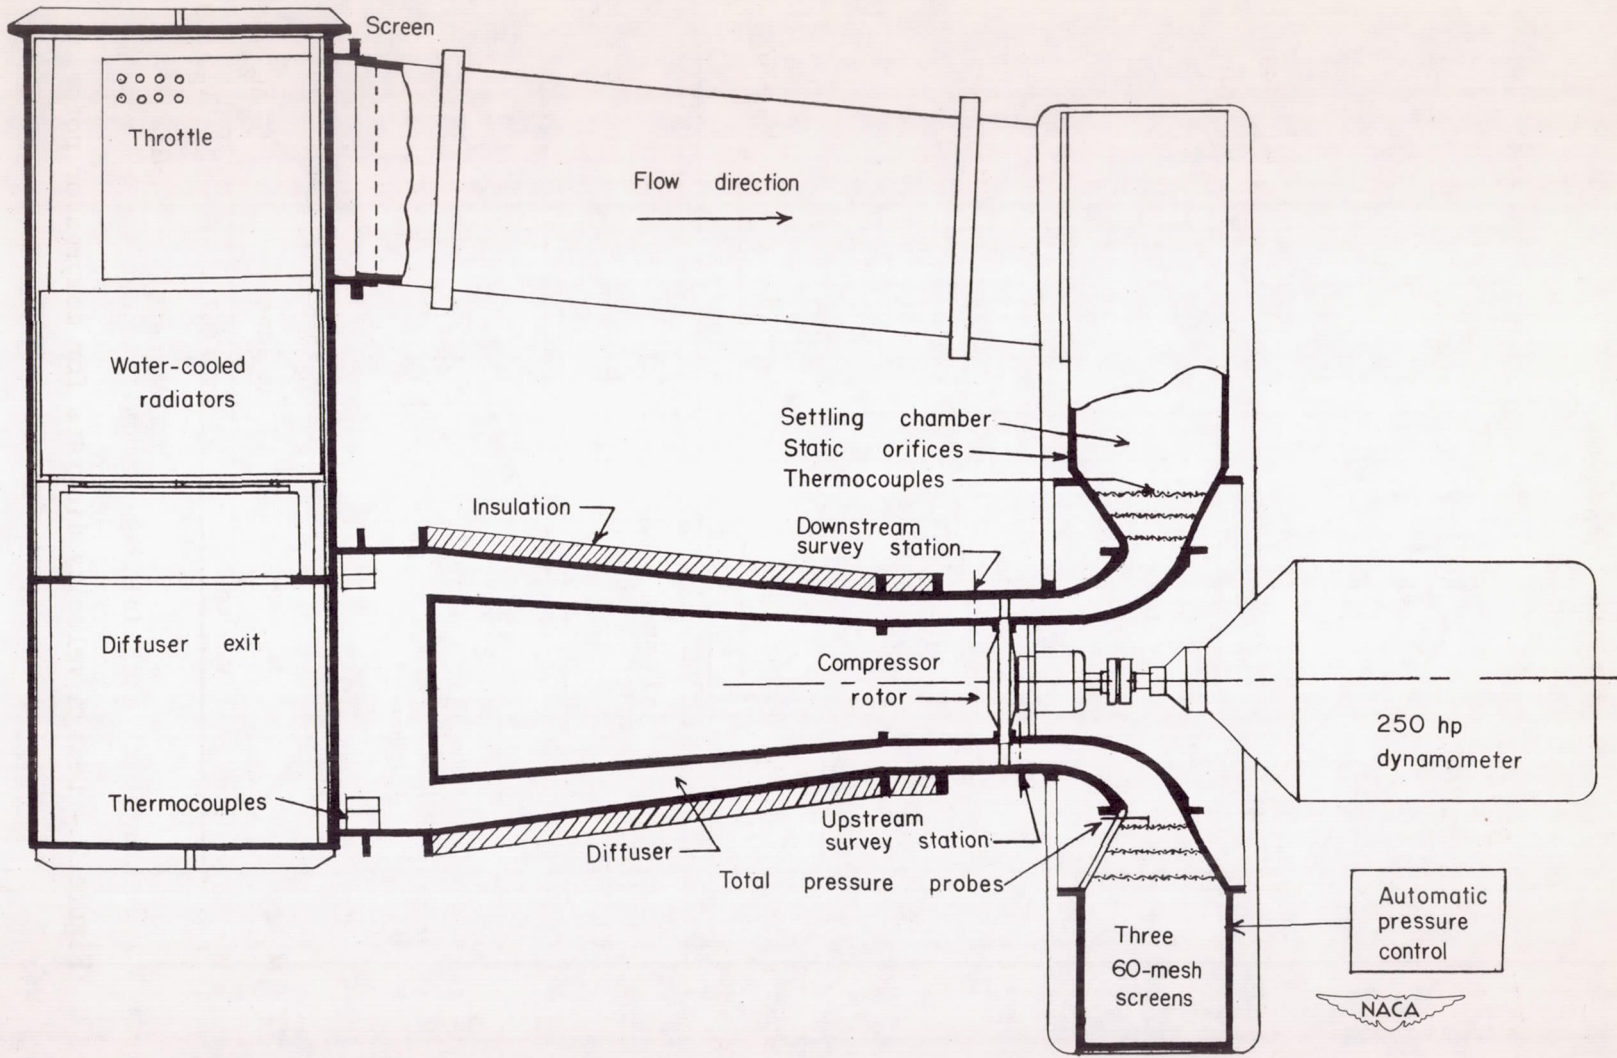 Screen
Throttle
Flow direction
Water-cooled
radiators
Settling chamber
Static orifices
Thermocouples
Insulation
Downstream
survey station
Diffuser exit
Compressor
rotor
250 hp
dynamometer
Thermocouples
Upstream
survey station
Diffuser
Total pressure probes
Automatic
pressure
control
Three
60-mesh
screens
NACA